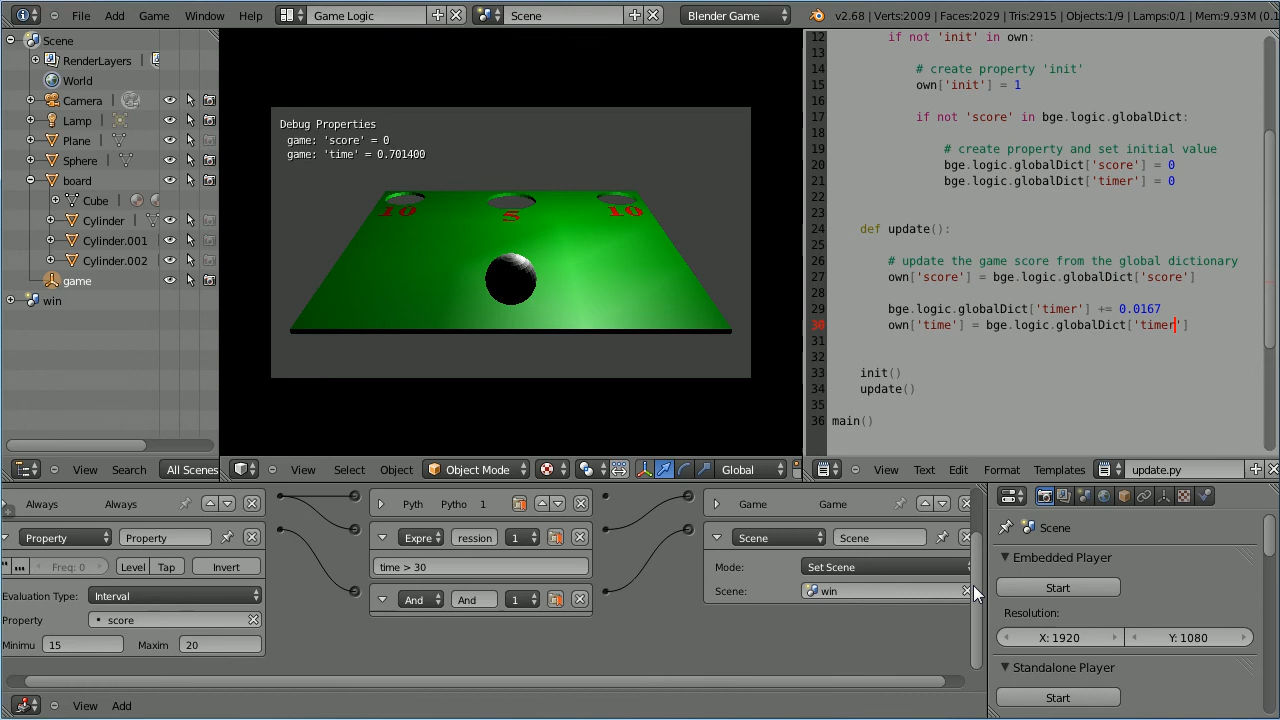 File Add Game Window Help Game Logic Scene Blender Game v2.68 | Verts:2009 | Faces:2029 | Tris:2915 | Objects:1/9 | Lamps:0/1 | Mem:9.93M (0.1
Scene
RenderLayers
World
Camera
Lamp
Plane
Sphere
board
Cube
Cylinder
Cylinder.001
Cylinder.002
game
win
View Search All Scenes
Debug Properties
game: 'score' = 0
game: 'time' = 0.701400
10 5 10
View Select Object Object Mode Global
12 if not 'init' in own:
13
14 # create property 'init'
15 own['init'] = 1
16
17 if not 'score' in bge.logic.globalDict:
18
19 # create property and set initial value
20 bge.logic.globalDict['score'] = 0
21 bge.logic.globalDict['timer'] = 0
22
23
24 def update():
25
26 # update the game score from the global dictionary
27 own['score'] = bge.logic.globalDict['score']
28
29 bge.logic.globalDict['timer'] += 0.0167
30 own['time'] = bge.logic.globalDict['timer']
31
32
33 init()
34 update()
35
36 main()
View Text Edit Format Templates update.py
Always Always
Property Property
Freq: 0 Level Tap Invert
Evaluation Type: Interval
Property score
Minimu 15 Maxim 20
Pyth Pytho 1
Expre ression 1
time > 30
And And 1
Game Game
Scene Scene
Mode: Set Scene
Scene: win
View Add
Scene
Embedded Player
Start
Resolution:
X: 1920 Y: 1080
Standalone Player
Start